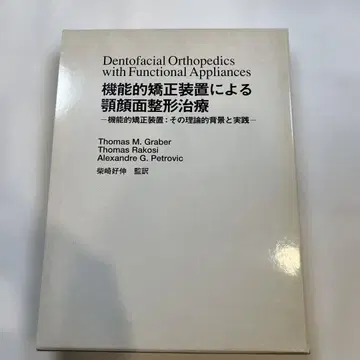 Dentofacial Orthopedics
with Functional Appliances
機能的矯正装置による
顎顔面整形治療
−機能的矯正装置：その理論的背景と実践−
Thomas M. Graber
Thomas Rakosi
Alexandre G. Petrovic
柴崎好伸 監訳